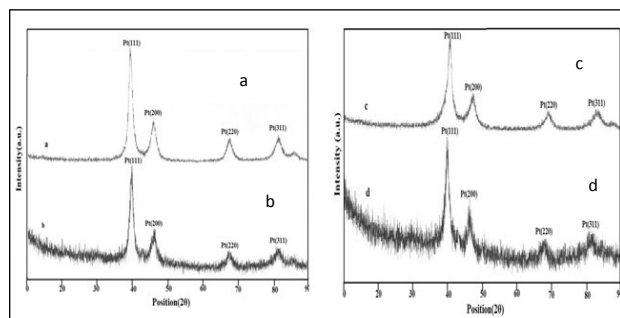 Pt(111)
a
Pt(200)
a
Pt(220)
Pt(311)
Pt(111)
b
Pt(200)
b
Pt(220)
Pt(311)
Intensity (a.u.)
0
10
20
30
40
50
60
70
80
90
Position(2θ)
Pt(111)
c
Pt(200)
c
Pt(220)
Pt(311)
Pt(111)
d
d
Pt(200)
Pt(220)
Pt(311)
Intensity (a.u.)
0
10
20
30
40
50
60
70
80
90
Position(2θ)